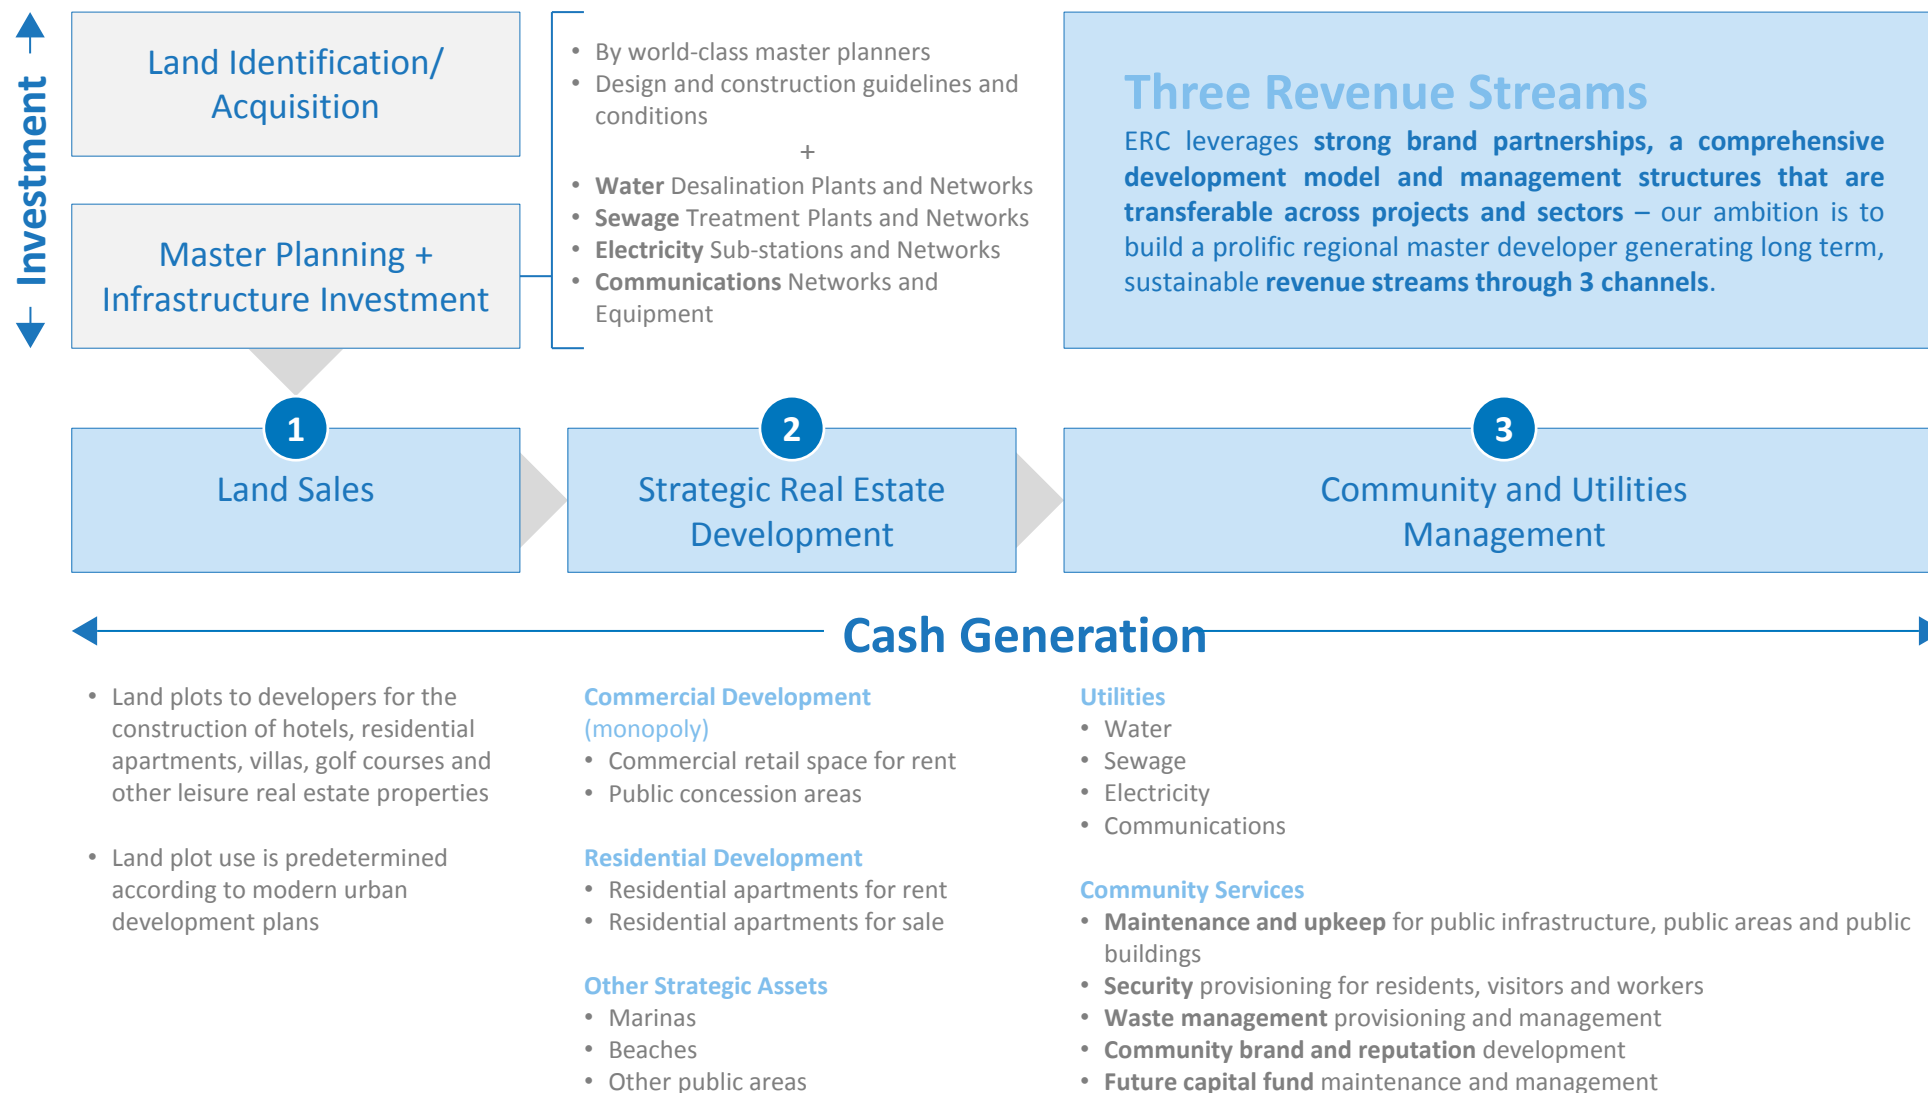 Investment
Land Identification/
Acquisition
Master Planning +
Infrastructure Investment
• By world-class master planners
• Design and construction guidelines and
conditions
+
• Water Desalination Plants and Networks
• Sewage Treatment Plants and Networks
• Electricity Sub-stations and Networks
• Communications Networks and
Equipment
Three Revenue Streams
ERC leverages strong brand partnerships, a comprehensive
development model and management structures that are
transferable across projects and sectors – our ambition is to
build a prolific regional master developer generating long term,
sustainable revenue streams through 3 channels.
1
Land Sales
2
Strategic Real Estate
Development
3
Community and Utilities
Management
Cash Generation
• Land plots to developers for the
construction of hotels, residential
apartments, villas, golf courses and
other leisure real estate properties
• Land plot use is predetermined
according to modern urban
development plans
Commercial Development
(monopoly)
• Commercial retail space for rent
• Public concession areas
Residential Development
• Residential apartments for rent
• Residential apartments for sale
Other Strategic Assets
• Marinas
• Beaches
• Other public areas
Utilities
• Water
• Sewage
• Electricity
• Communications
Community Services
• Maintenance and upkeep for public infrastructure, public areas and public
buildings
• Security provisioning for residents, visitors and workers
• Waste management provisioning and management
• Community brand and reputation development
• Future capital fund maintenance and management